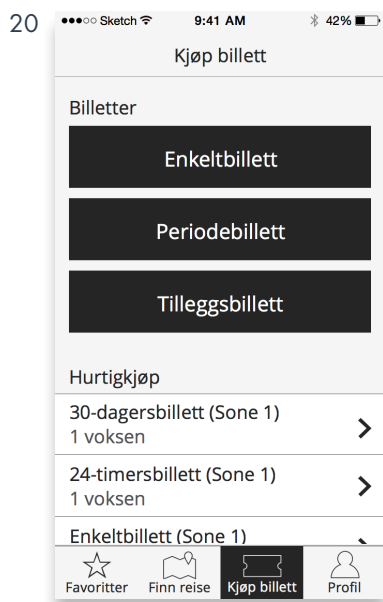 20
Sketch 9:41 AM 42%
Kjøp billett
Billetter
Enkeltbillett
Periodebillett
Tilleggsbillett
Hurtigkjøp
30-dagersbillett (Sone 1)
1 voksen
24-timersbillett (Sone 1)
1 voksen
Enkeltbillett (Sone 1)
Favoritter Finn reise Kjøp billett Profil